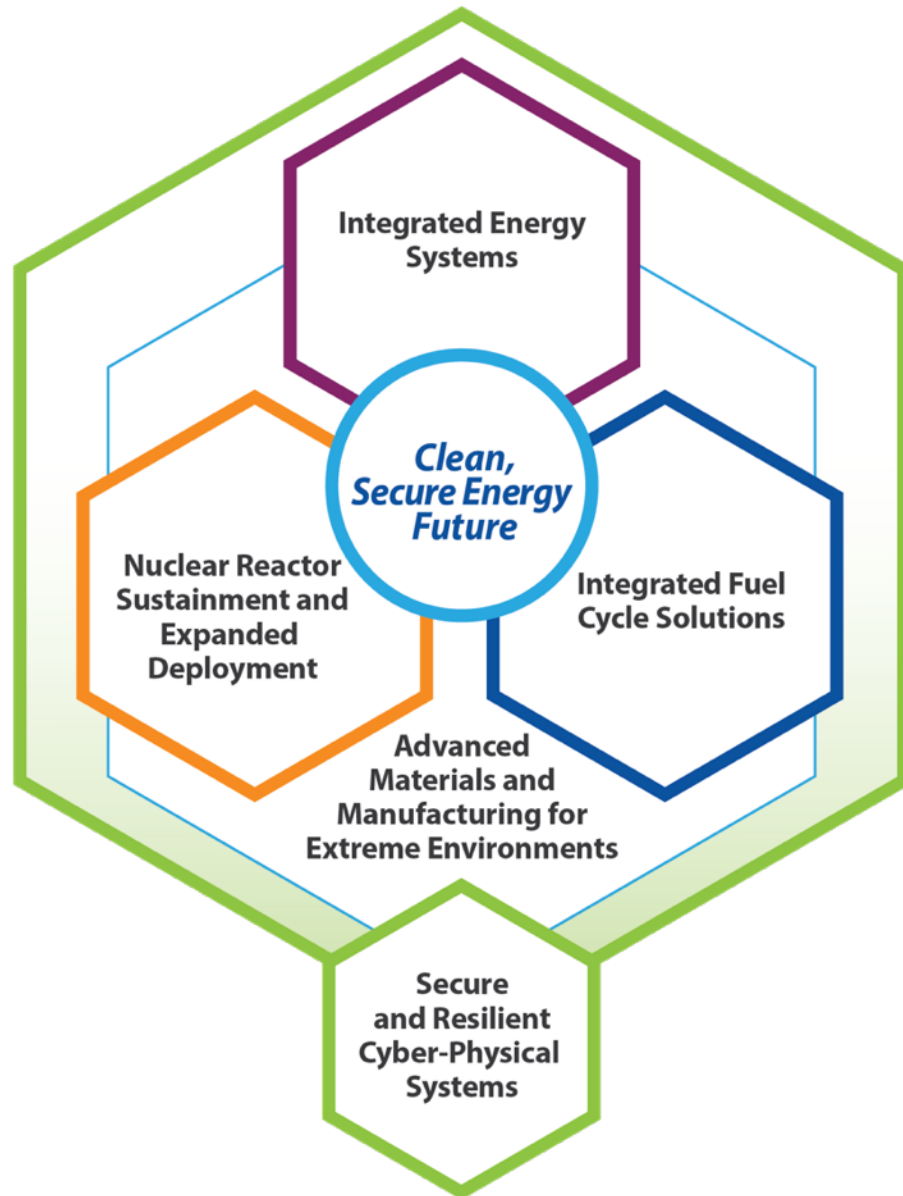 Integrated Energy
Systems
Clean,
Secure Energy
Future
Nuclear Reactor
Sustainment and
Expanded
Deployment
Integrated Fuel
Cycle Solutions
Advanced
Materials and
Manufacturing for
Extreme Environments
Secure
and Resilient
Cyber-Physical
Systems